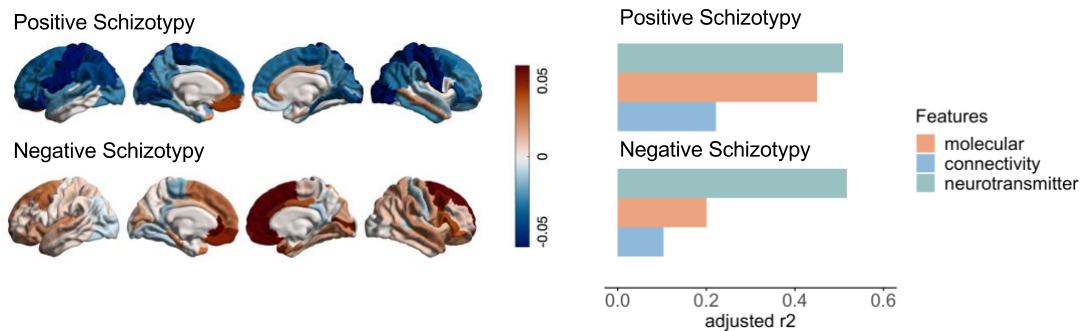 Positive Schizotypy
Negative Schizotypy
0.05
0
-0.05
Positive Schizotypy
Negative Schizotypy
0.0 0.2 0.4 0.6
adjusted r2
Features
molecular
connectivity
neurotransmitter